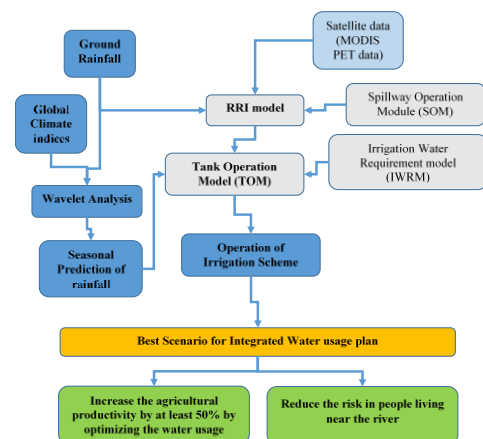 Satellite data
(MODIS
PET data)
Ground
Rainfall
RRI model
Spillway Operation
Module (SOM)
Global
Climate
indices
Irrigation Water
Requirement model
(IWRM)
Tank Operation
Model (TOM)
Wavelet Analysis
Seasonal
Prediction of
rainfall
Operation of
Irrigation Scheme
Best Scenario for Integrated Water usage plan
Increase the agricultural
productivity by at least 50% by
optimizing the water usage
Reduce the risk in people living
near the river